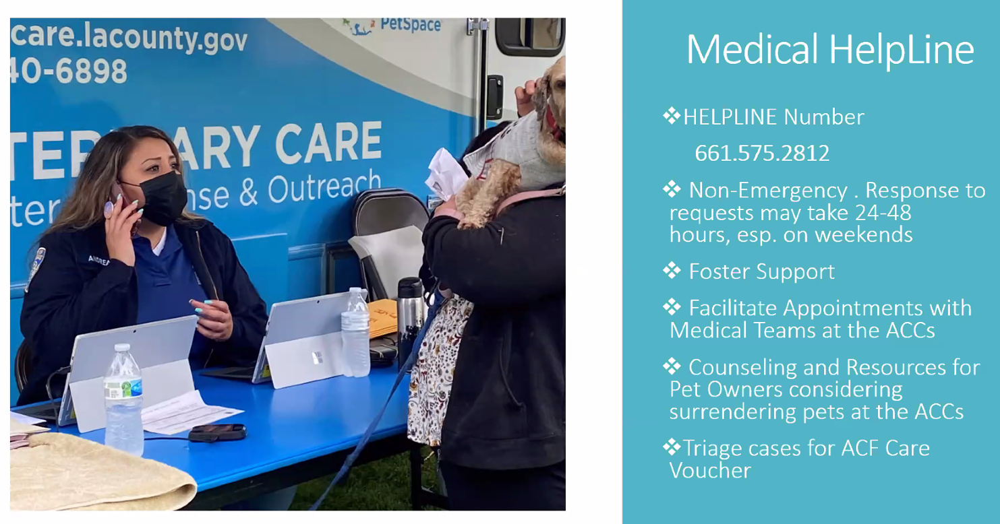 care.lacounty.gov
40-6898
PetSpace
TER ARY CARE
ter nse & Outreach
ANDREA
Medical HelpLine
❖HELPLINE Number
661.575.2812
❖ Non-Emergency . Response to
requests may take 24-48
hours, esp. on weekends
❖ Foster Support
❖ Facilitate Appointments with
Medical Teams at the ACCs
❖ Counseling and Resources for
Pet Owners considering
surrendering pets at the ACCs
❖Triage cases for ACF Care
Voucher